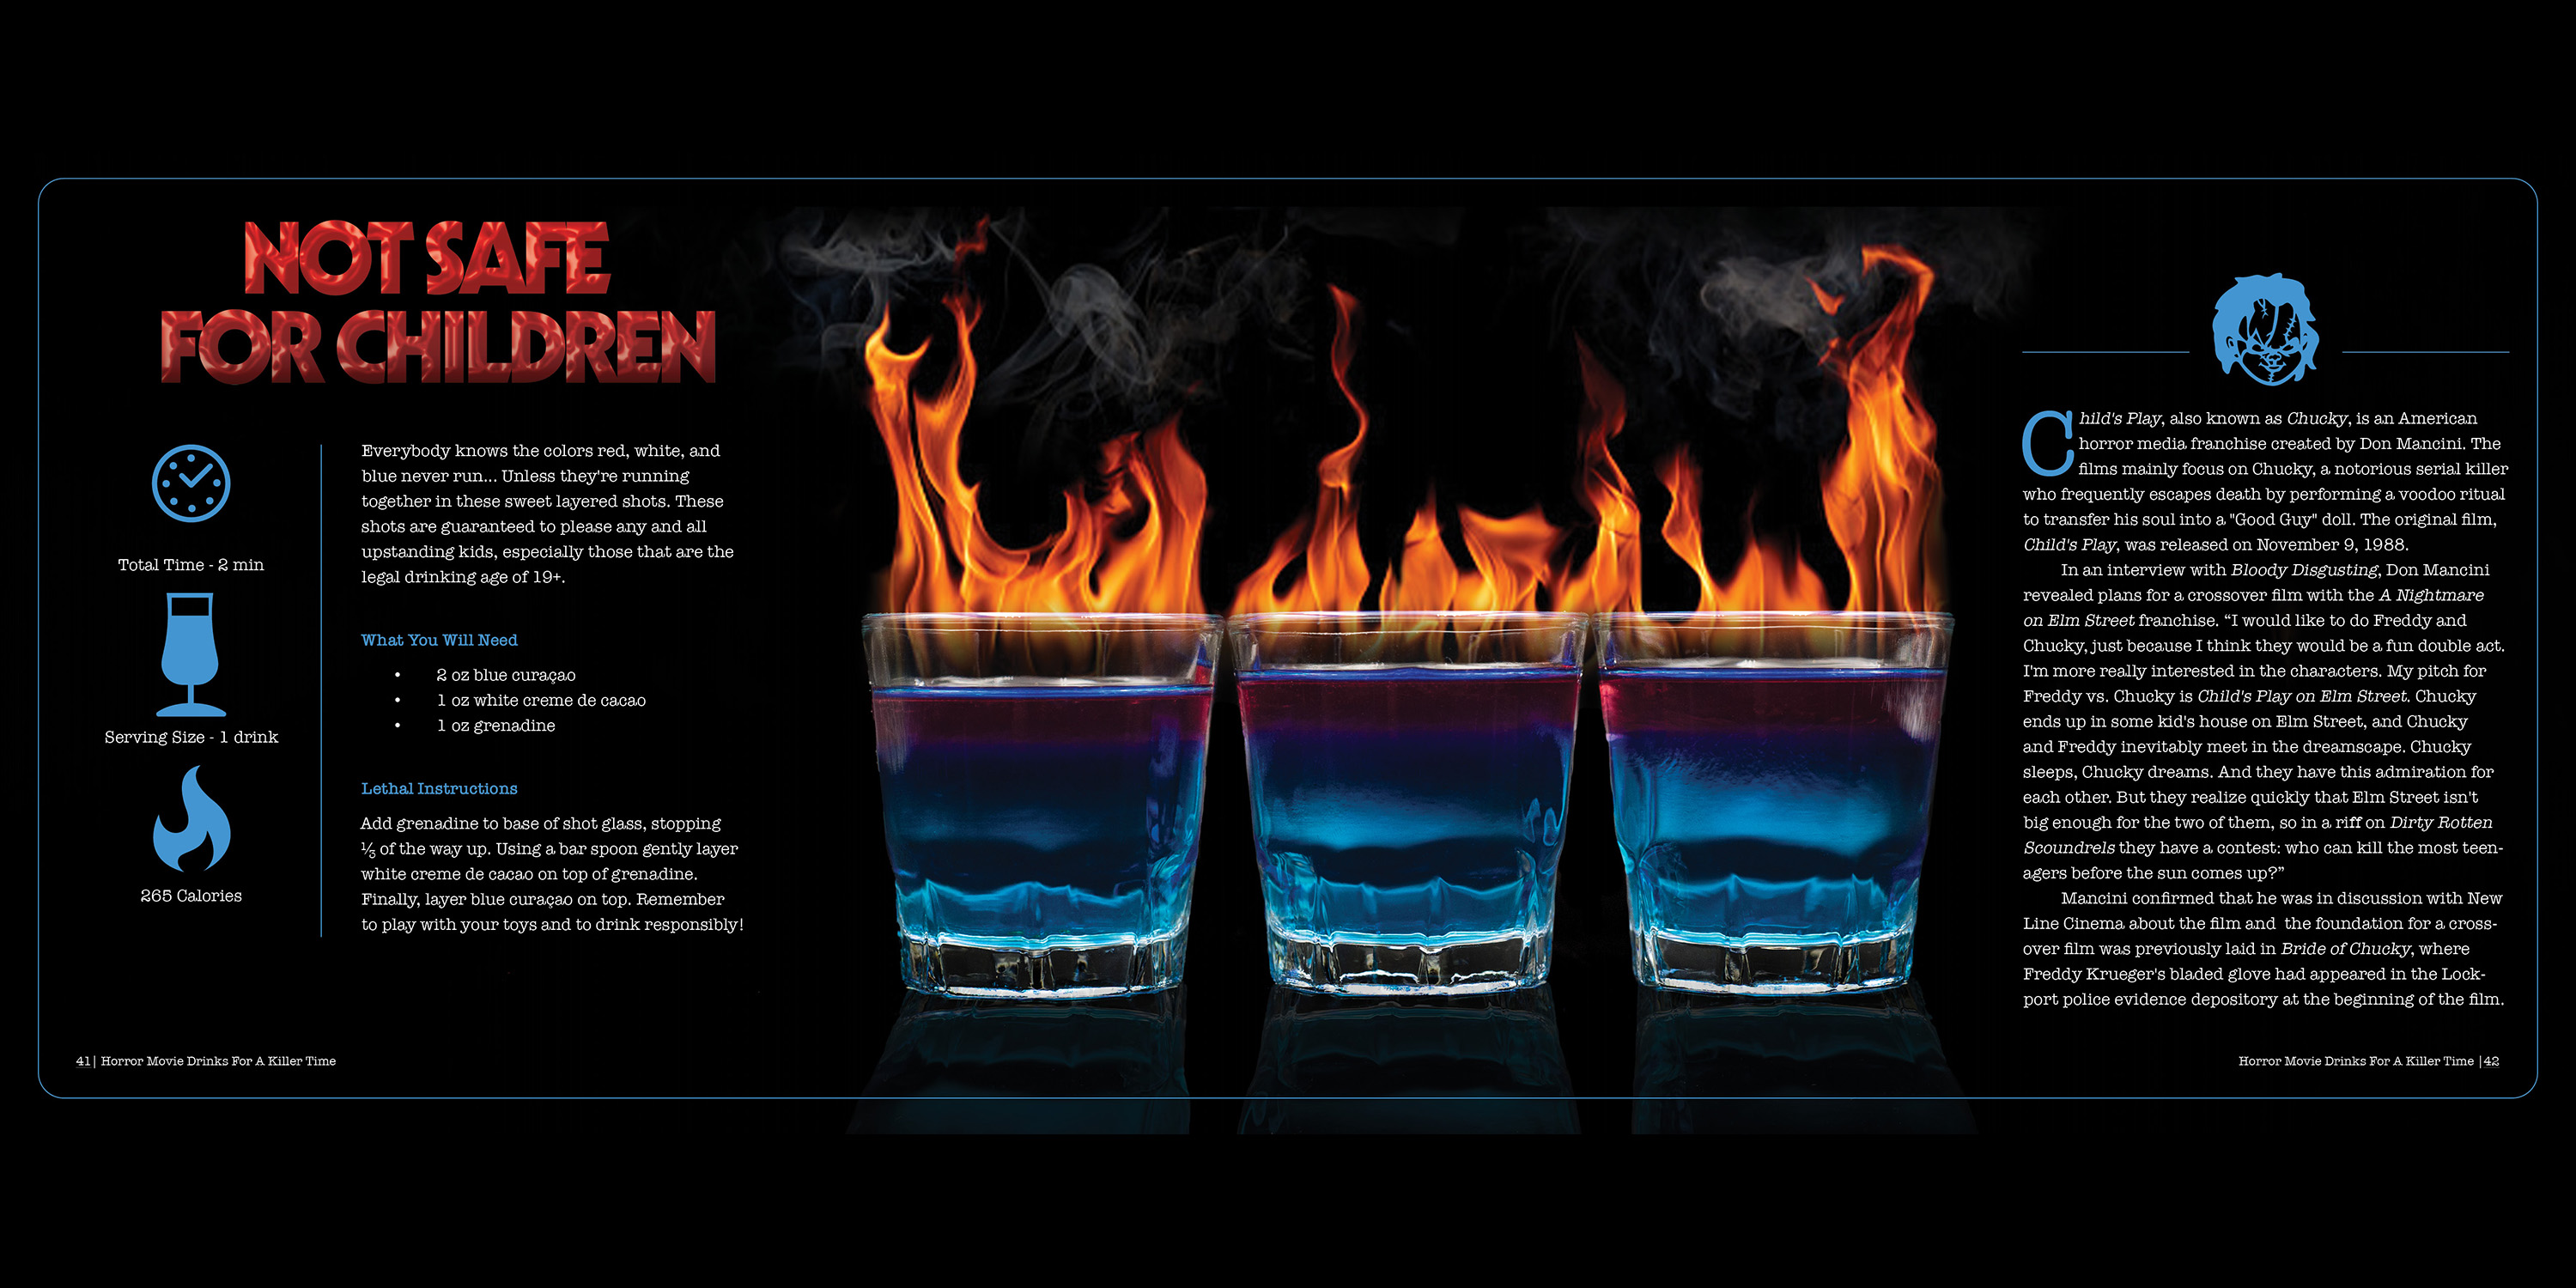 NOT SAFE
FOR CHILDREN
Total Time - 2 min
Serving Size - 1 drink
265 Calories
Everybody knows the colors red, white, and
blue never run... Unless they're running
together in these sweet layered shots. These
shots are guaranteed to please any and all
upstanding kids, especially those that are the
legal drinking age of 19+.
What You Will Need
• 2 oz blue curaçao
• 1 oz white creme de cacao
• 1 oz grenadine
Lethal Instructions
Add grenadine to base of shot glass, stopping
⅓ of the way up. Using a bar spoon gently layer
white creme de cacao on top of grenadine.
Finally, layer blue curaçao on top. Remember
to play with your toys and to drink responsibly!
41| Horror Movie Drinks For A Killer Time
Child's Play, also known as Chucky, is an American
horror media franchise created by Don Mancini. The
films mainly focus on Chucky, a notorious serial killer
who frequently escapes death by performing a voodoo ritual
to transfer his soul into a "Good Guy" doll. The original film,
Child's Play, was released on November 9, 1988.
In an interview with Bloody Disgusting, Don Mancini
revealed plans for a crossover film with the A Nightmare
on Elm Street franchise. “I would like to do Freddy and
Chucky, just because I think they would be a fun double act.
I'm more really interested in the characters. My pitch for
Freddy vs. Chucky is Child's Play on Elm Street. Chucky
ends up in some kid's house on Elm Street, and Chucky
and Freddy inevitably meet in the dreamscape. Chucky
sleeps, Chucky dreams. And they have this admiration for
each other. But they realize quickly that Elm Street isn't
big enough for the two of them, so in a riff on Dirty Rotten
Scoundrels they have a contest: who can kill the most teen-
agers before the sun comes up?”
Mancini confirmed that he was in discussion with New
Line Cinema about the film and  the foundation for a cross-
over film was previously laid in Bride of Chucky, where
Freddy Krueger's bladed glove had appeared in the Lock-
port police evidence depository at the beginning of the film.
Horror Movie Drinks For A Killer Time |42